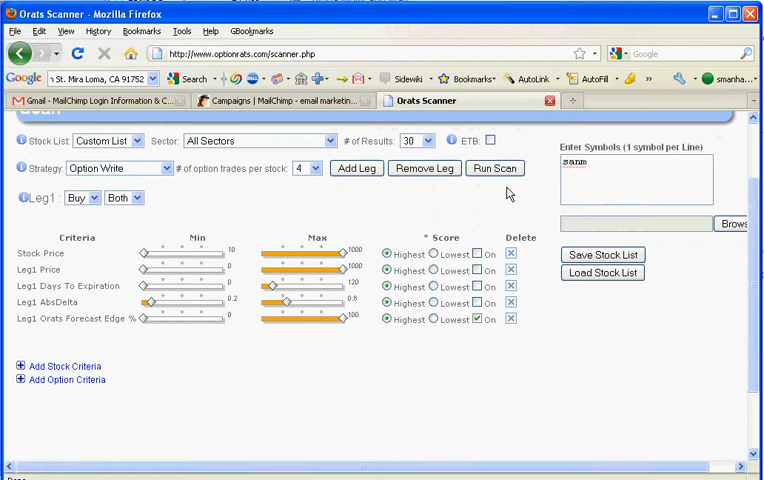 Orats Scanner - Mozilla Firefox
File Edit View History Bookmarks Tools Help GBookmarks
http://www.optionrats.com/scanner.php Google
Google St. Mira Loma, CA 91752 Search Sidewiki Bookmarks AutoLink AutoFill smanha
Gmail - MailChimp Login Information & C... Campaigns | MailChimp - email marketin... Orats Scanner
Scan
Stock List: Custom List Sector: All Sectors # of Results: 30 ETB:
Enter Symbols (1 symbol per Line)
sanm
Strategy: Option Write # of option trades per stock: 4 Add Leg Remove Leg Run Scan
Leg1 : Buy Both
Brows
Criteria Min Max * Score Delete
Stock Price 10 1000 Highest Lowest On X
Leg1 Price 0 1000 Highest Lowest On X
Leg1 Days To Expiration 0 120 Highest Lowest On X
Leg1 AbsDelta 0.2 0.6 Highest Lowest On X
Leg1 Orats Forecast Edge % 0 100 Highest Lowest On X
Save Stock List
Load Stock List
Add Stock Criteria
Add Option Criteria